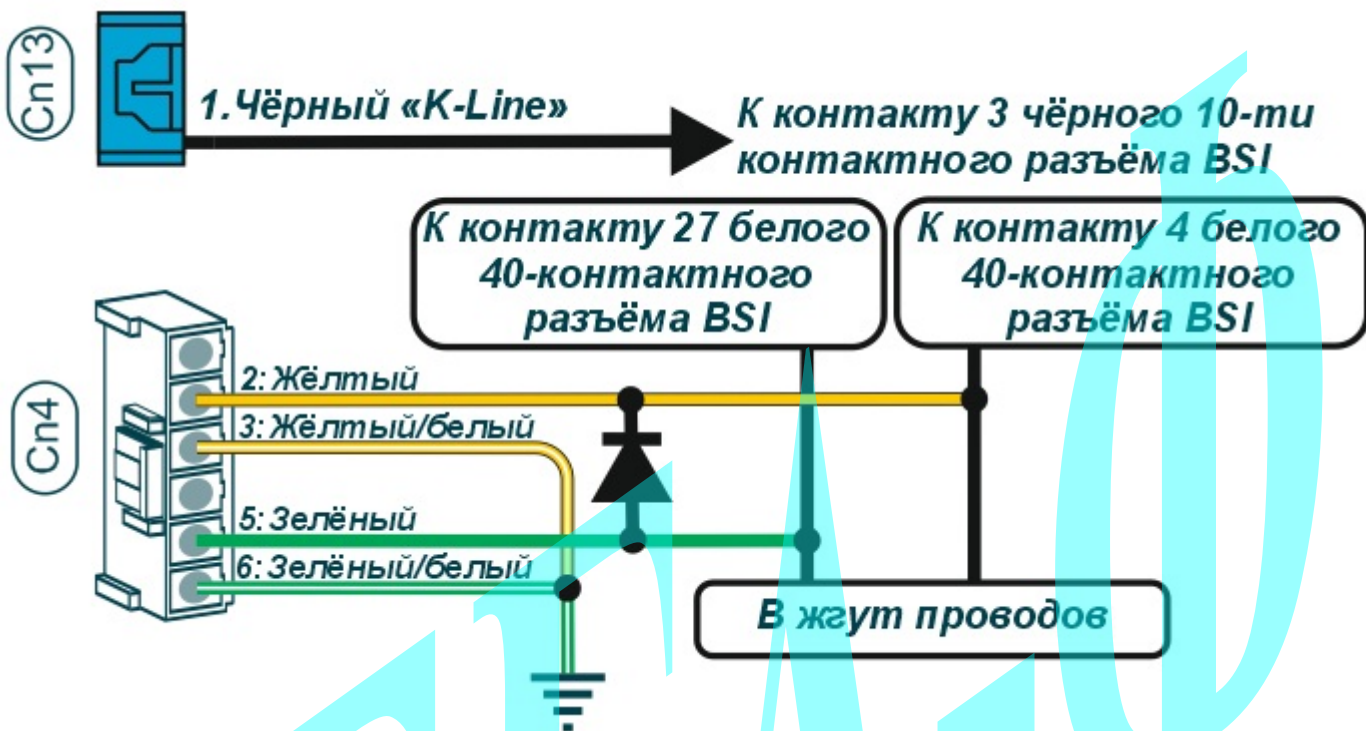 Cn13
1.Чёрный «K-Line»
К контакту 3 чёрного 10-ти
контактного разъёма BSI
К контакту 27 белого
40-контактного
разъёма BSI
К контакту 4 белого
40-контактного
разъёма BSI
Cn4
2: Жёлтый
3: Жёлтый/белый
5: Зелёный
6: Зелёный/белый
В жгут проводов